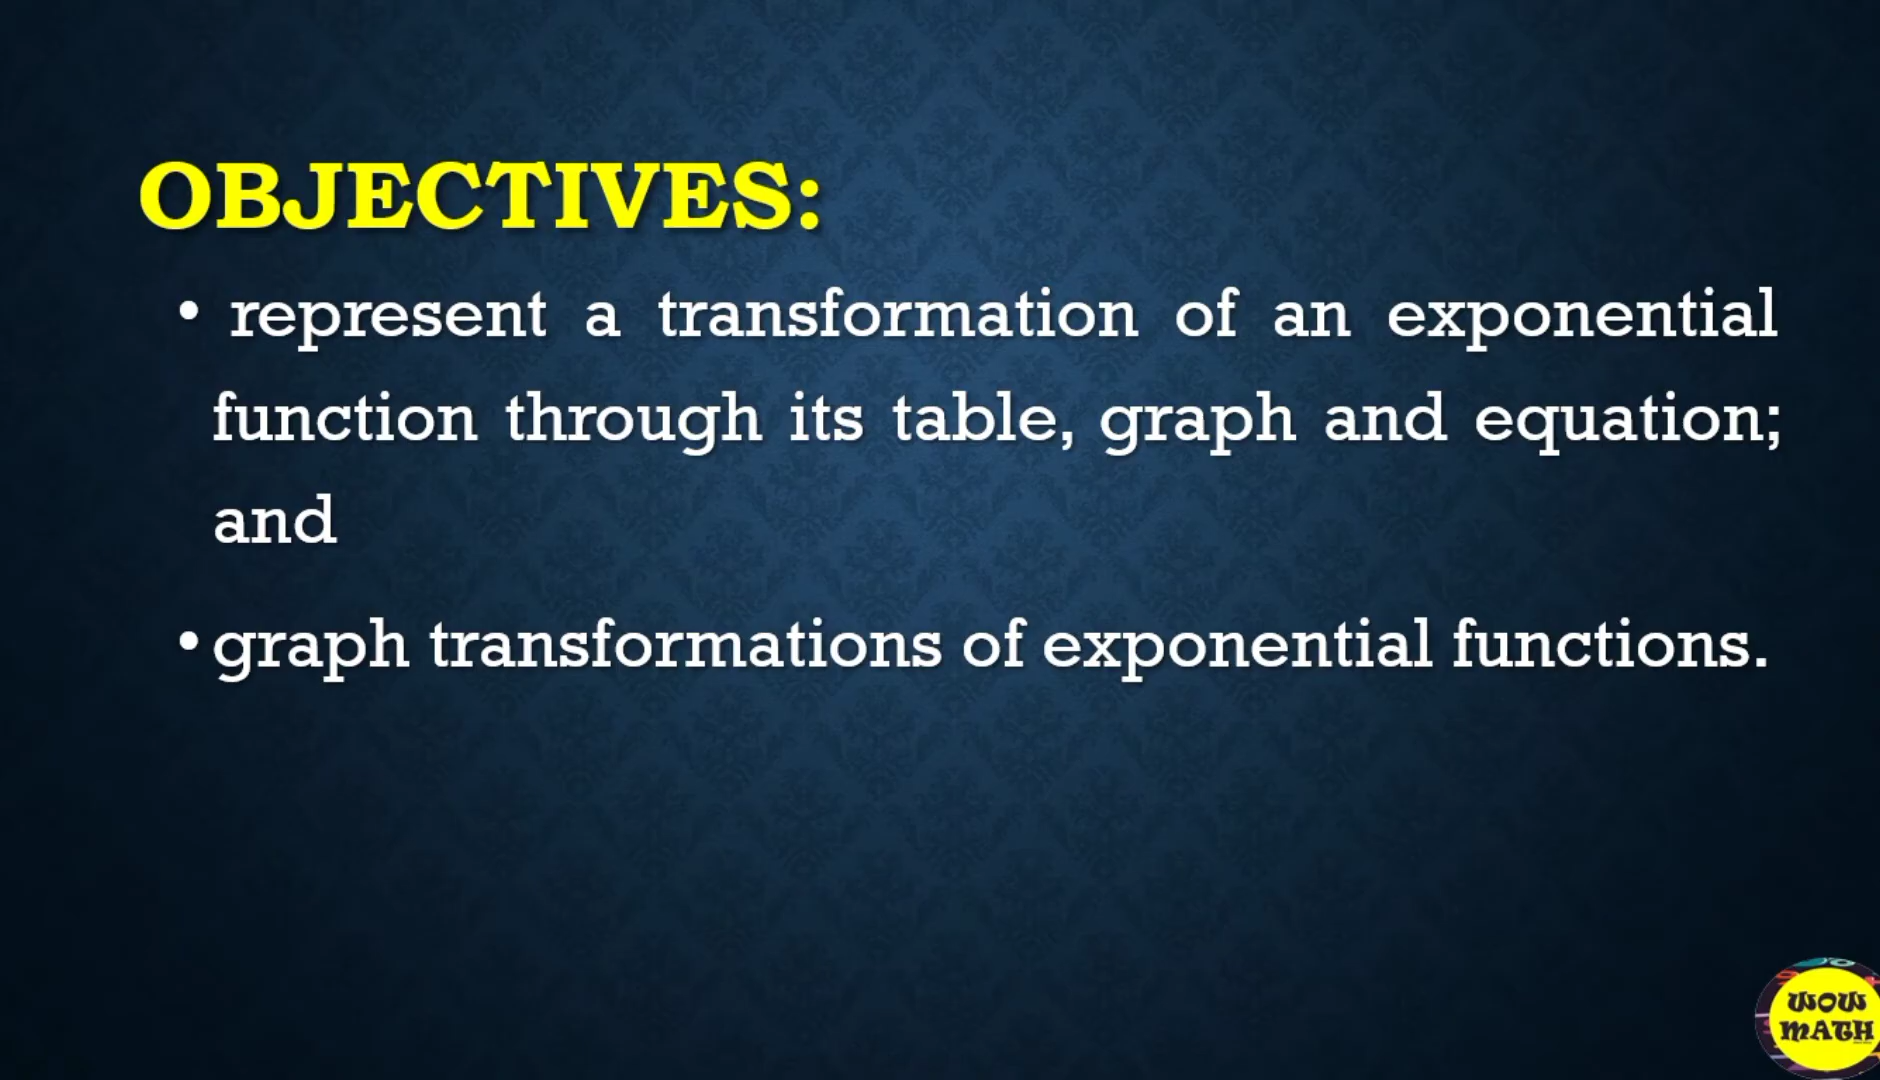 OBJECTIVES:
• represent a transformation of an exponential
function through its table, graph and equation;
and
• graph transformations of exponential functions.
WOW
MATH